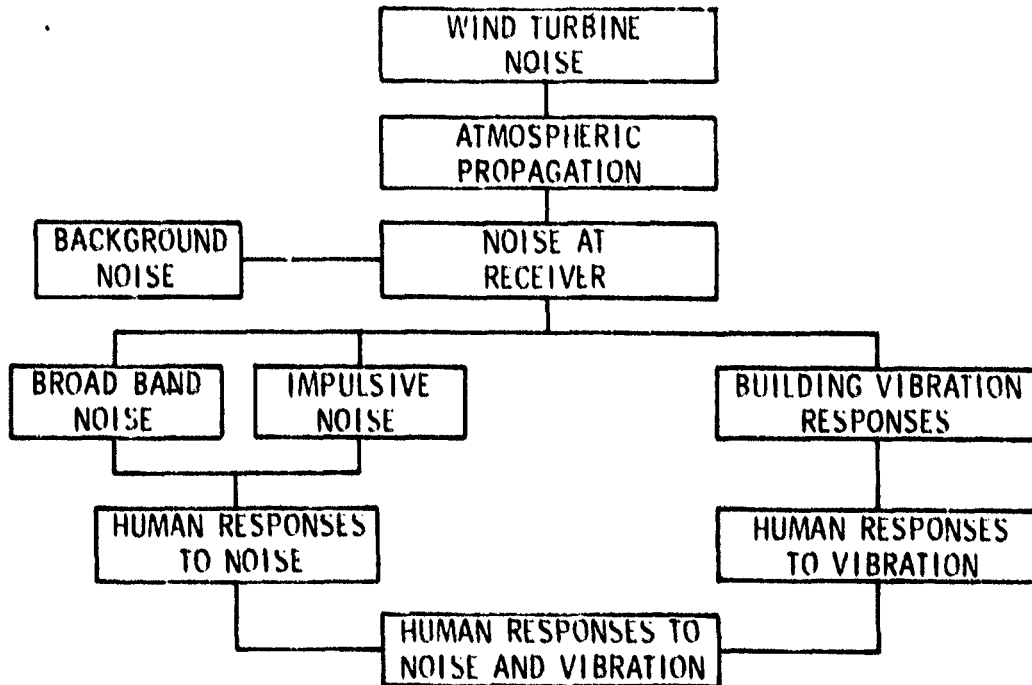 WIND TURBINE
NOISE
ATMOSPHERIC
PROPAGATION
BACKGROUND
NOISE
NOISE AT
RECEIVER
BROAD BAND
NOISE
IMPULSIVE
NOISE
BUILDING VIBRATION
RESPONSES
HUMAN RESPONSES
TO NOISE
HUMAN RESPONSES
TO VIBRATION
HUMAN RESPONSES TO
NOISE AND VIBRATION